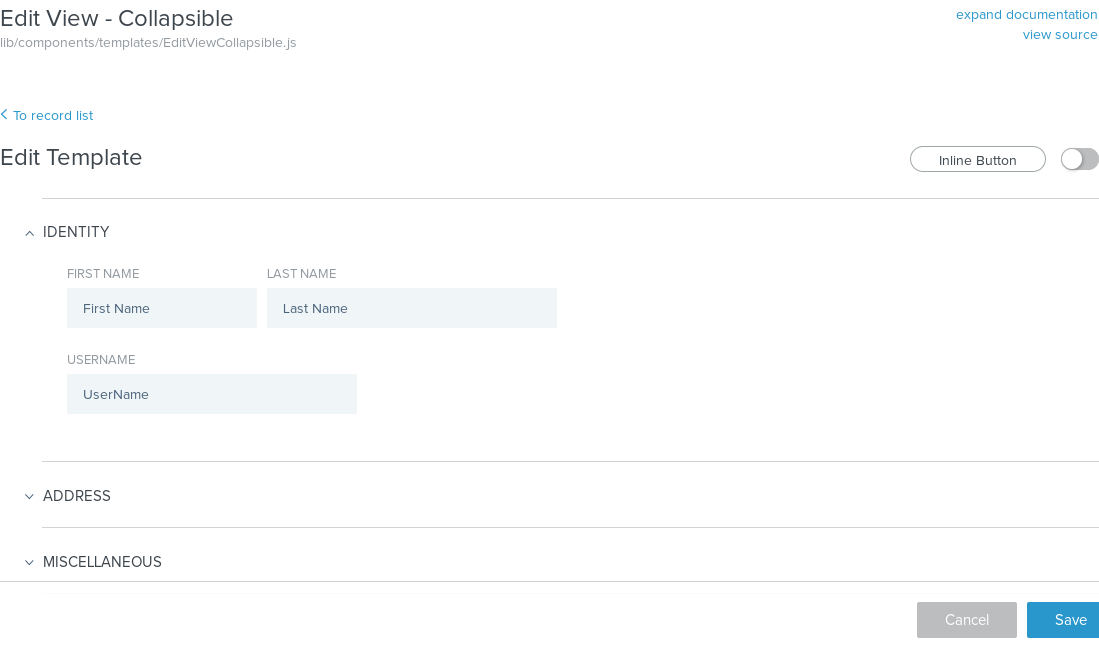 Edit View - Collapsible
lib/components/templates/EditViewCollapsible.js
expand documentation
view source
To record list
Edit Template
Inline Button
IDENTITY
FIRST NAME LAST NAME
First Name Last Name
USERNAME
UserName
ADDRESS
MISCELLANEOUS
Cancel Save